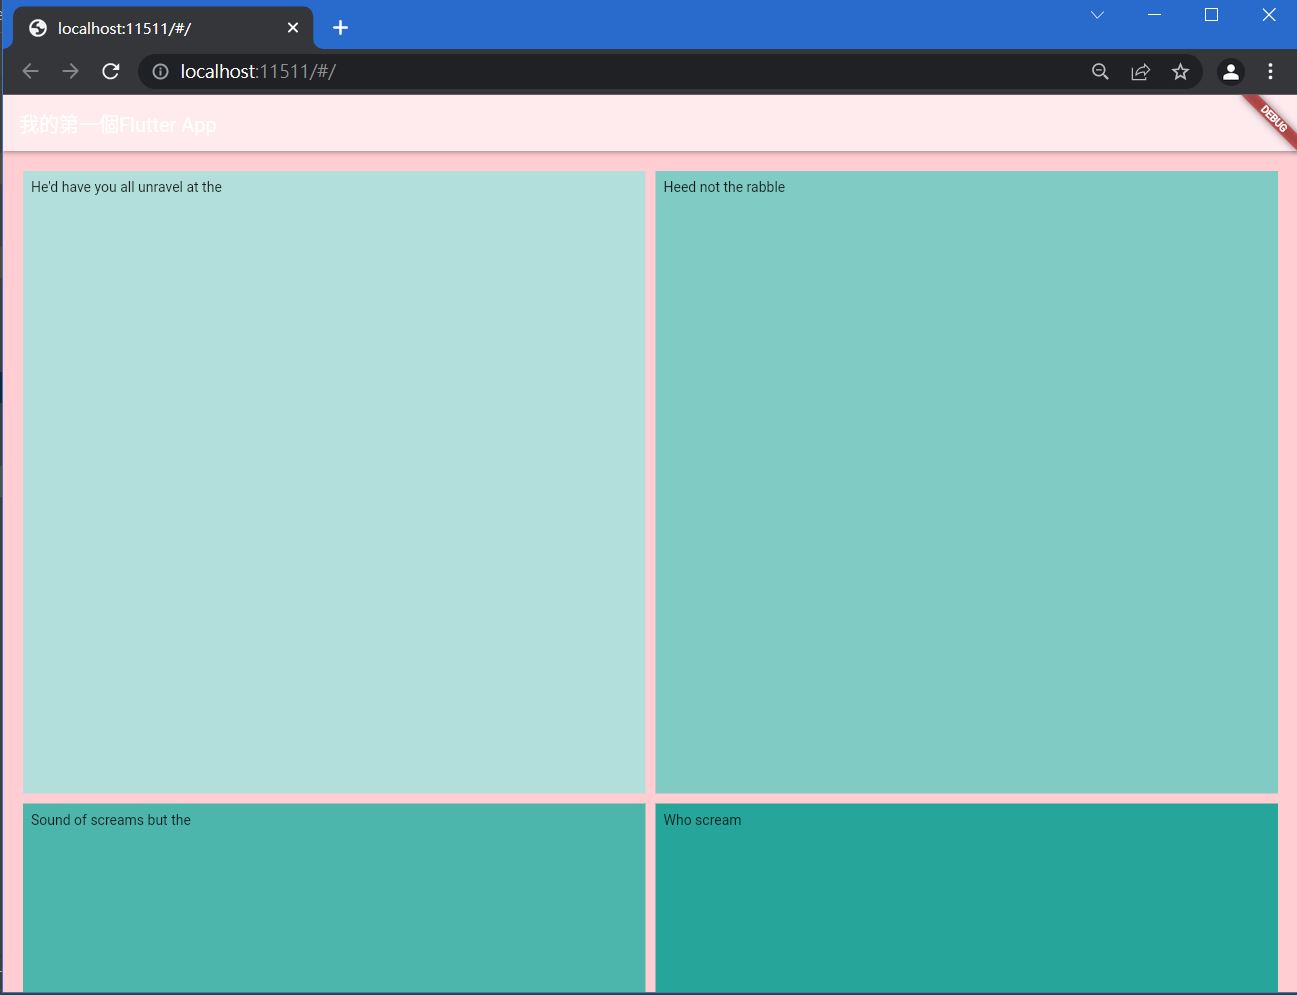 localhost:11511/#/
localhost:11511/#/
我的第一個Flutter App
DEBUG
He'd have you all unravel at the
Heed not the rabble
Sound of screams but the
Who scream